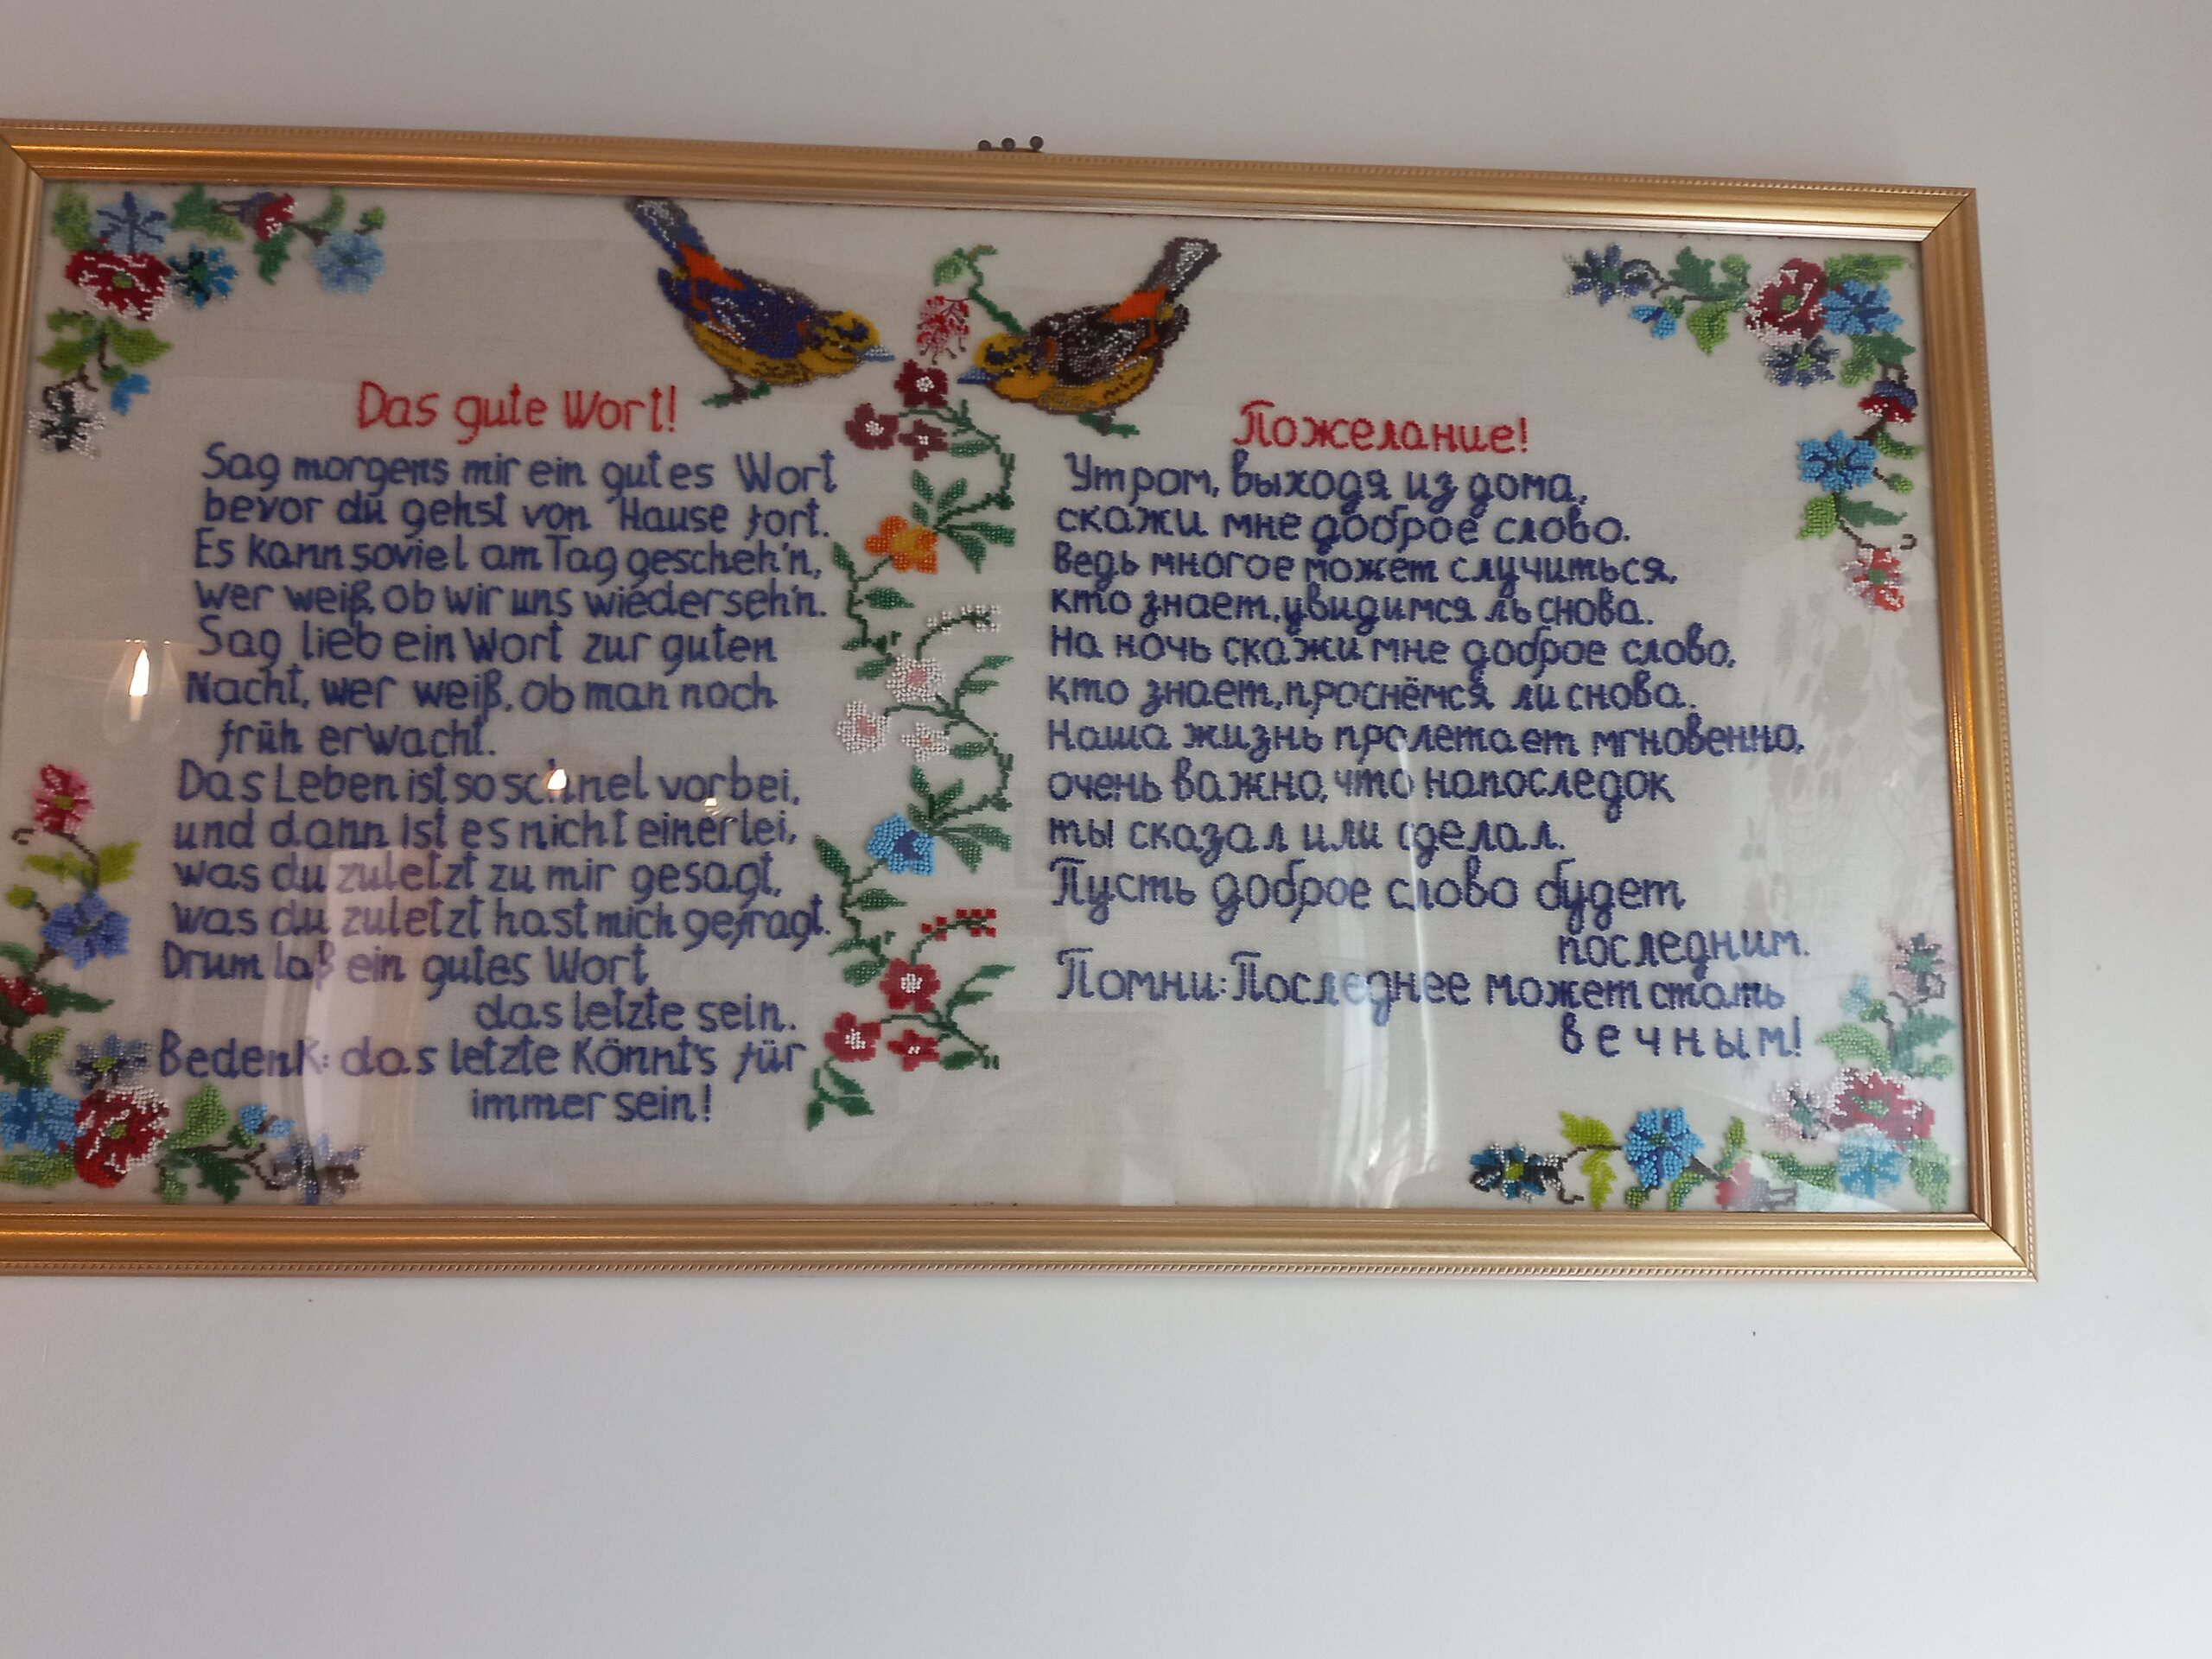 Das gute Wort!
Sag morgens mir ein gutes Wort
bevor du gehst von Hause fort.
Es kann soviel am Tag gescheh'n,
wer weiß, ob wir uns wiederseh'n.
Sag lieb ein Wort zur guten
Nacht, wer weiß, ob man noch
früh erwacht.
Das Leben ist so schnel vorbei,
und dann ist es nicht einerlei,
was du zuletzt zu mir gesagt,
was du zuletzt hast mich gefragt.
Drum laß ein gutes Wort
das letzte sein.
Bedenk: das letzte Könnt's für
immer sein!
Пожелание!
Утром, выходя из дома,
скажи мне доброе слово.
Ведь многое может случиться,
кто знает, увидимся ль снова.
На ночь скажи мне доброе слово,
кто знает, проснёмся ли снова.
Наша жизнь пролетает мгновенно,
очень важно, что напоследок
ты сказал или сделал.
Пусть доброе слово будет
последним.
Помни: Последнее может стать
вечным!